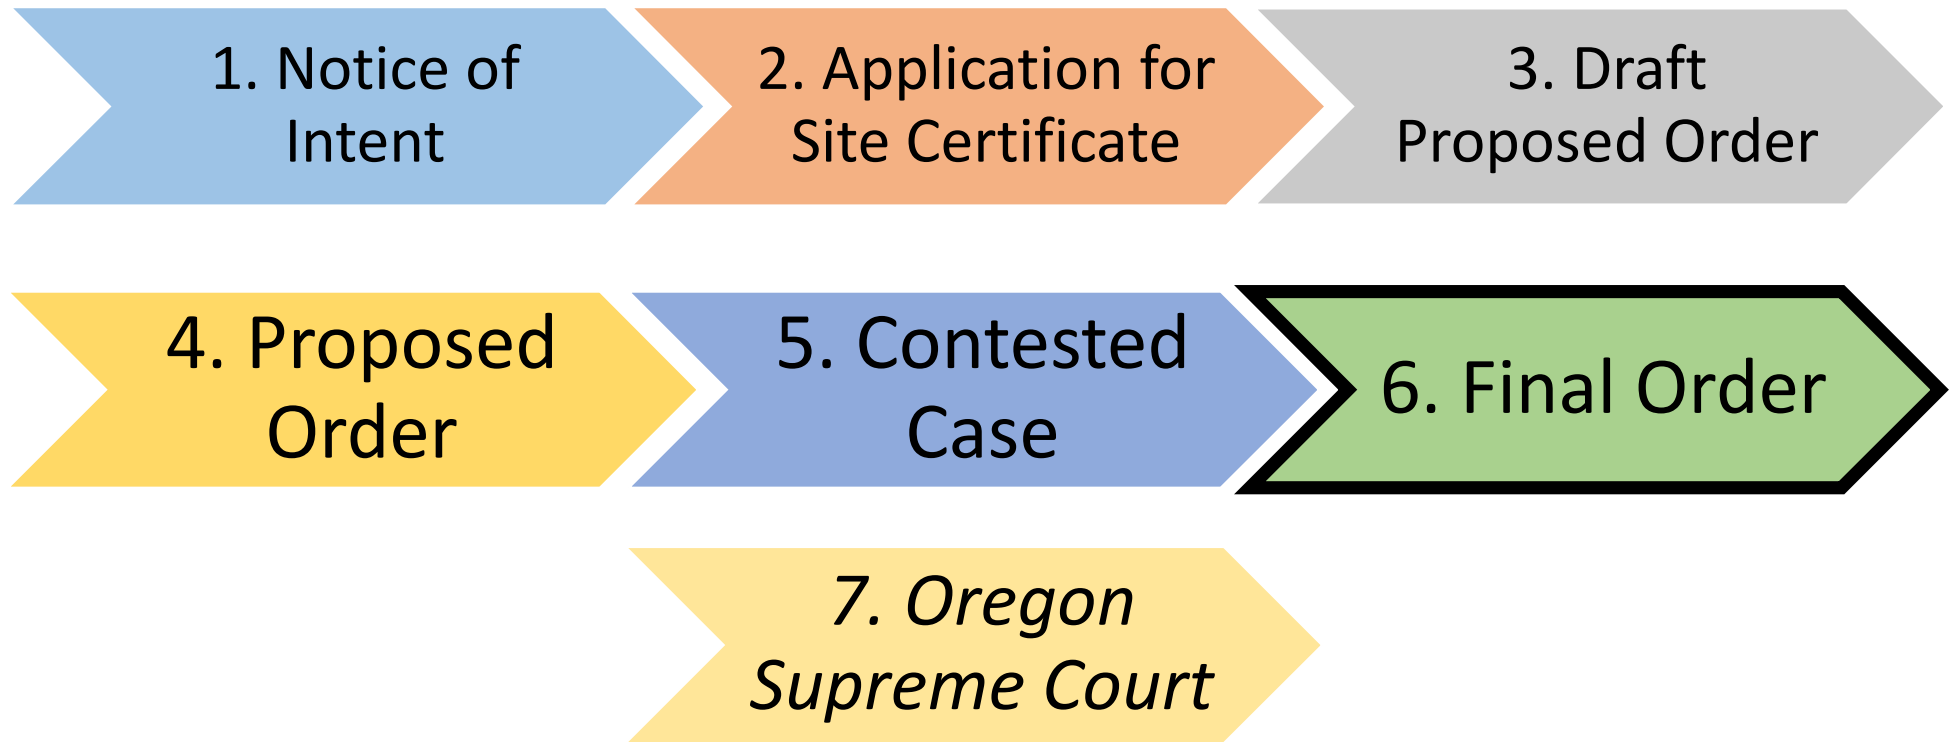 1. Notice of
Intent
2. Application for
Site Certificate
3. Draft
Proposed Order
4. Proposed
Order
5. Contested
Case
6. Final Order
7. Oregon
Supreme Court